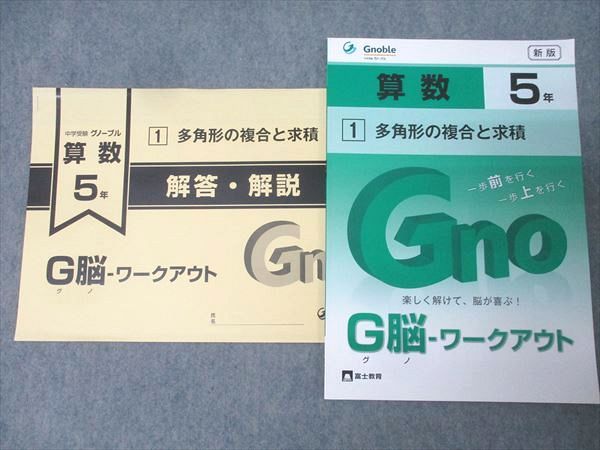 中学受験 グノーブル
算数
5年
1 多角形の複合と求積
解答・解説
Gno
G脳-ワークアウト
グ ノ
氏名
Gnoble
新版
算数 5年
1 多角形の複合と求積
一歩前を行く
一歩上を行く
Gno
楽しく解けて、脳が喜ぶ!
G脳-ワークアウト
グ ノ
富士教育